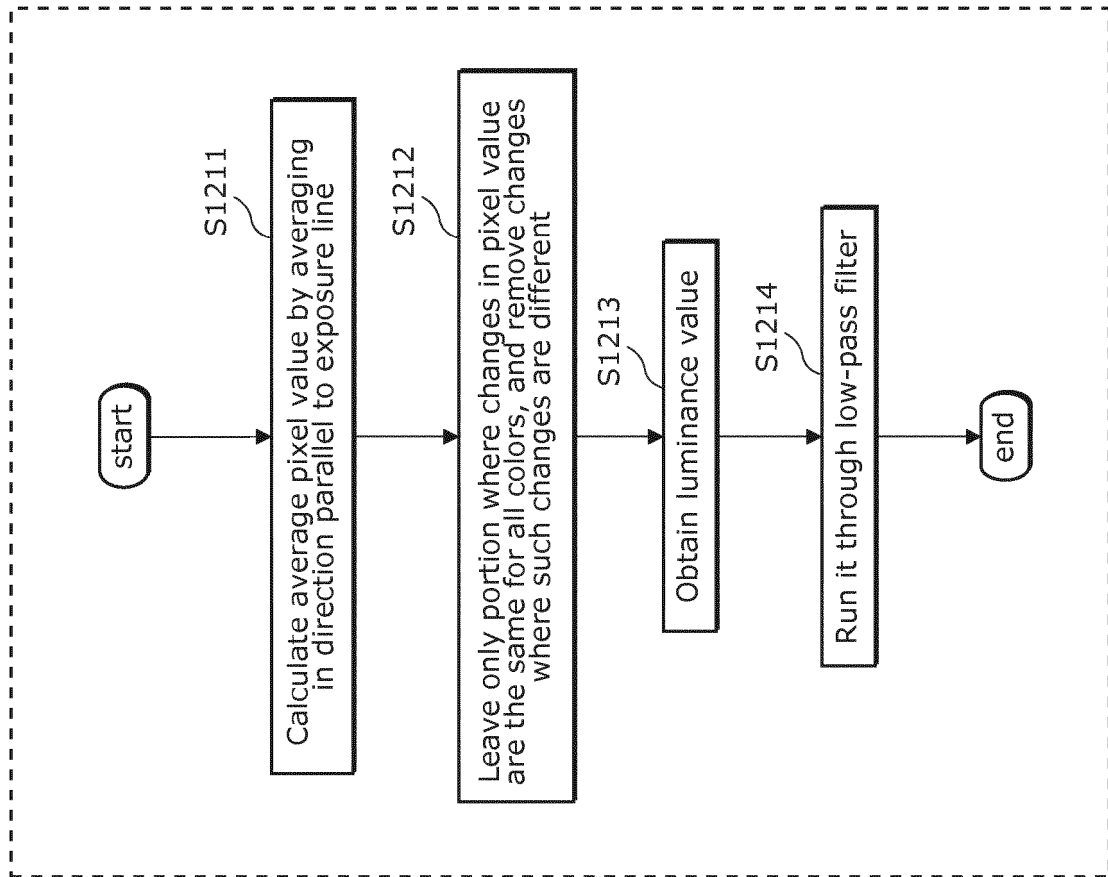 start
S1211
Calculate average pixel value by averaging
in direction parallel to exposure line
S1212
Leave only portion where changes in pixel value
are the same for all colors, and remove changes
where such changes are different
S1213
Obtain luminance value
S1214
Run it through low-pass filter
end